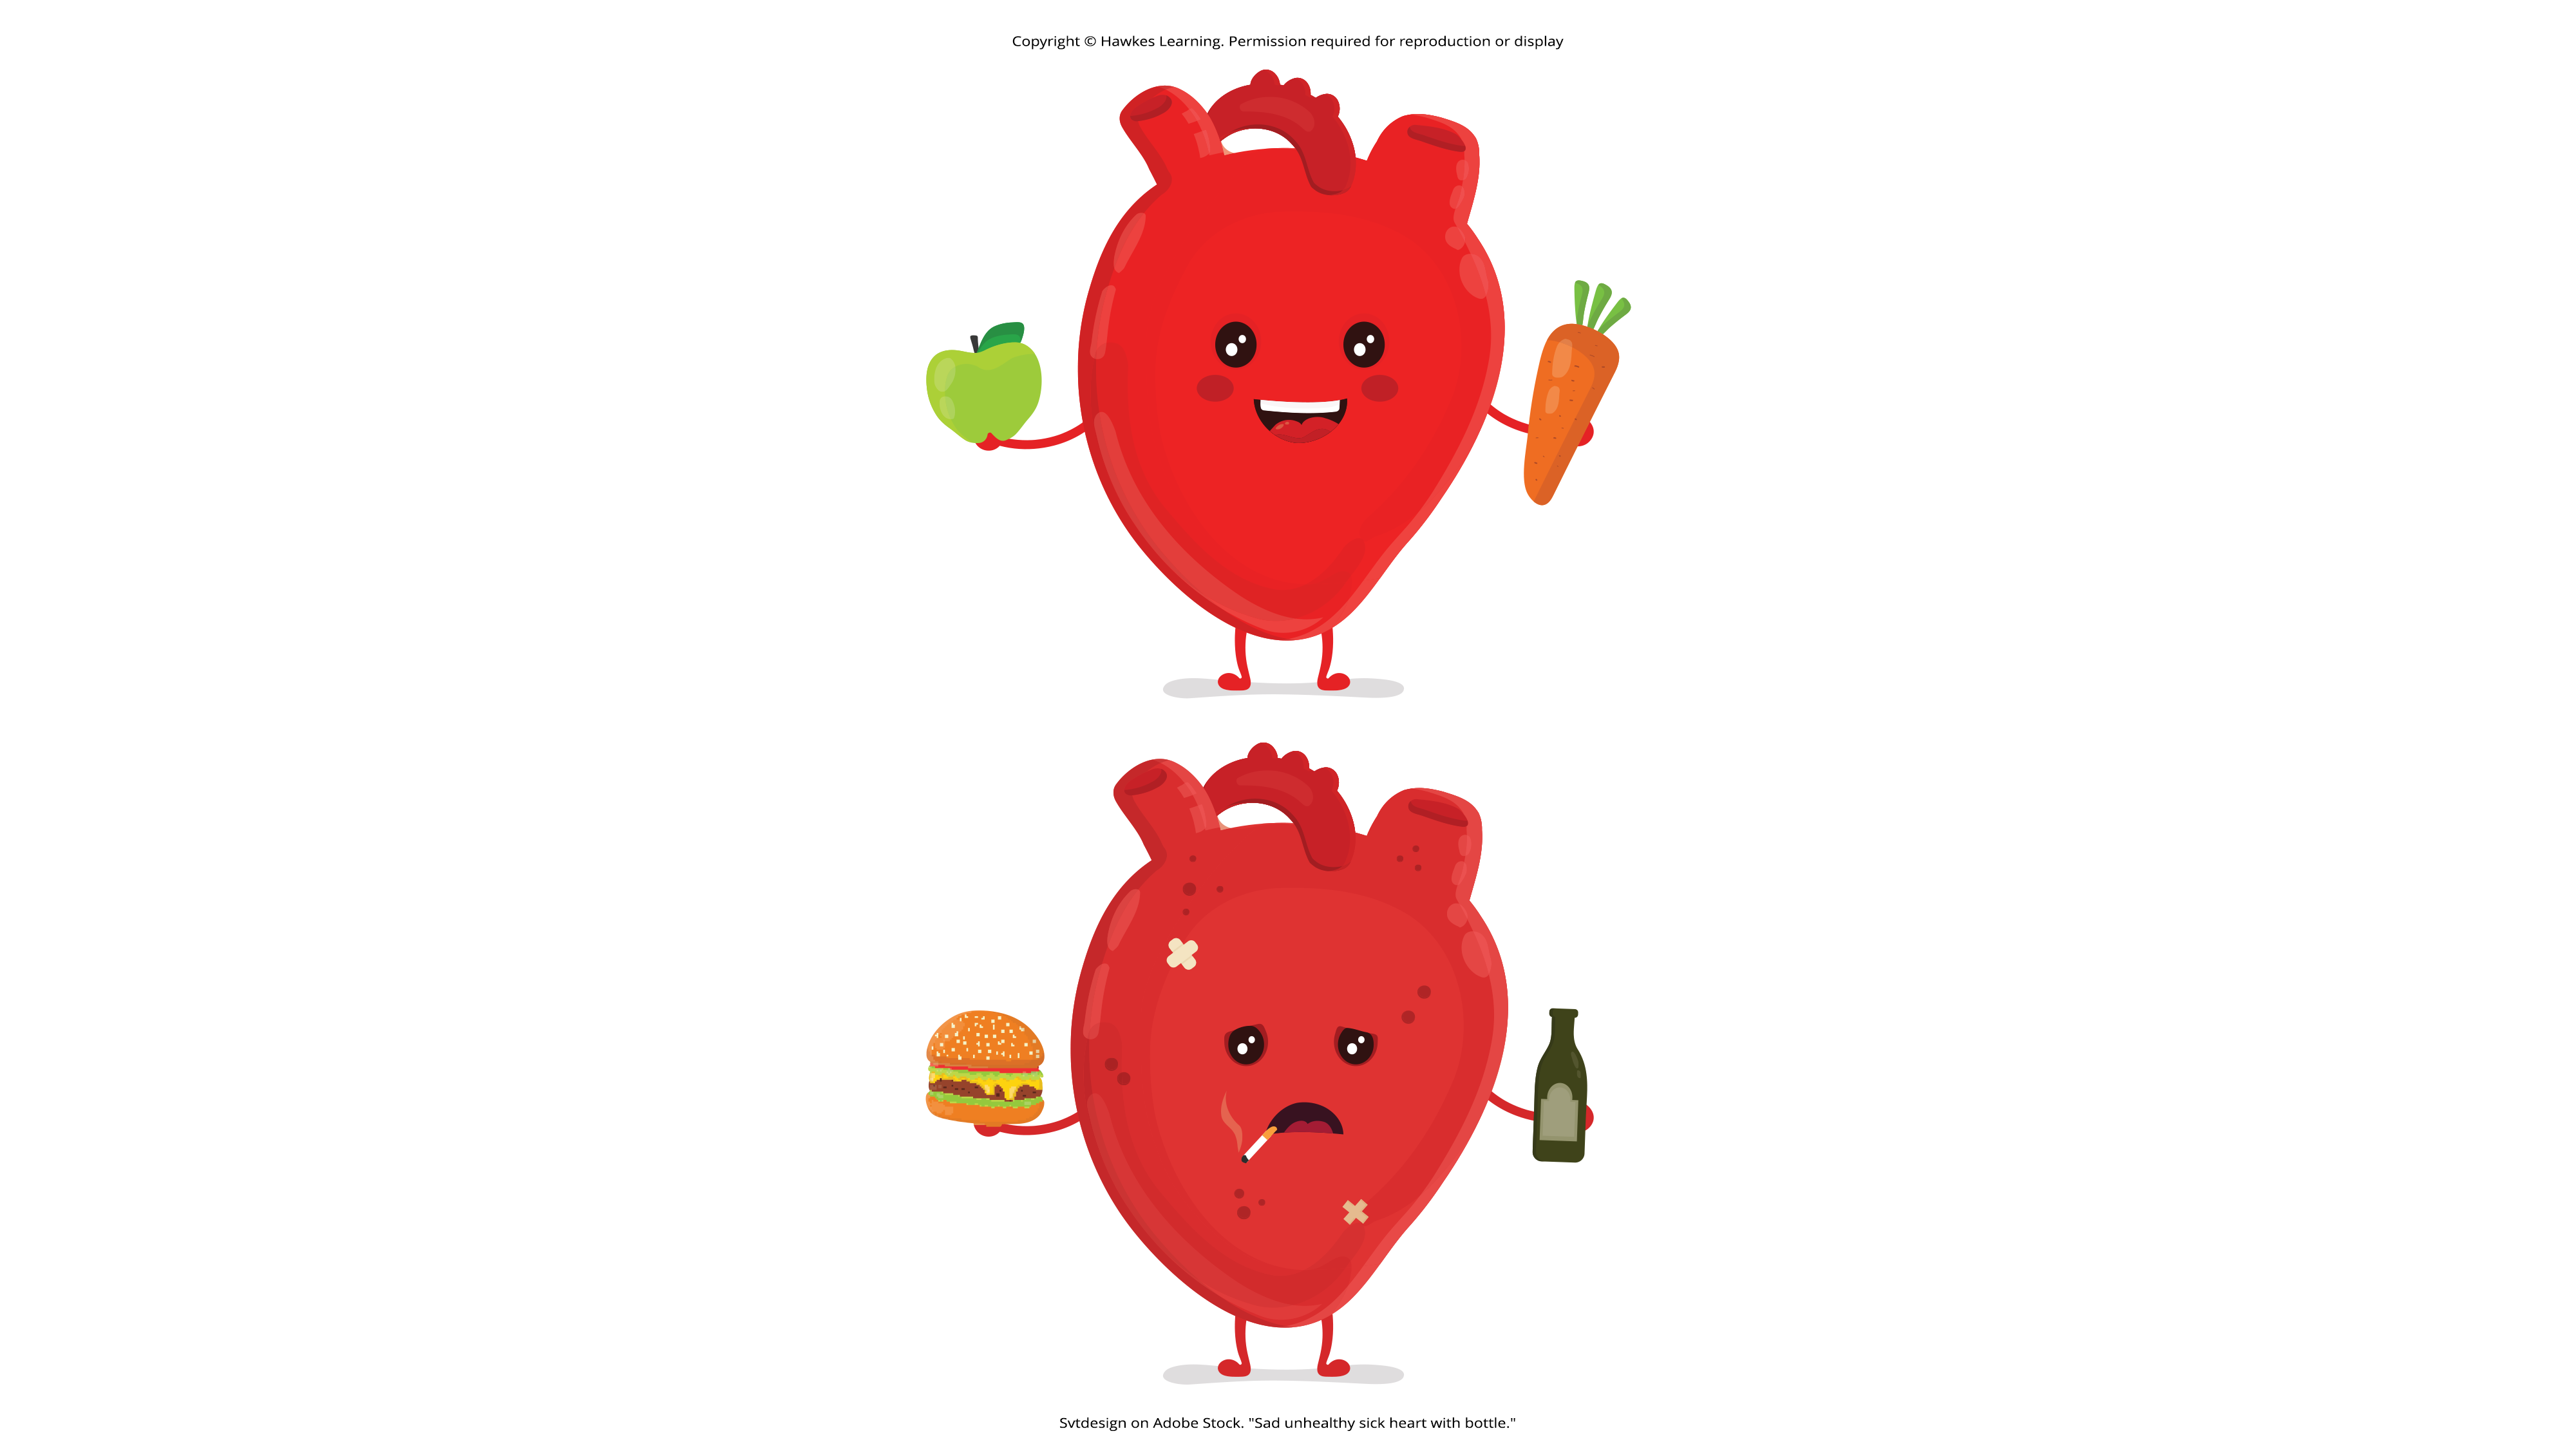 Copyright © Hawkes Learning. Permission required for reproduction or display
Svtdesign on Adobe Stock. "Sad unhealthy sick heart with bottle."